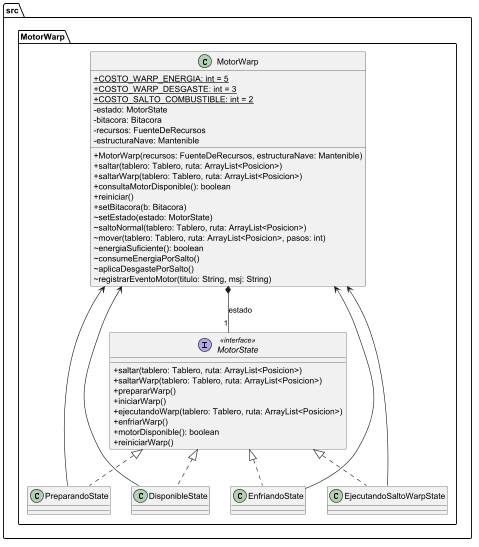 src
MotorWarp
C MotorWarp
+COSTO_WARP_ENERGIA: int = 5
+COSTO_WARP_DESGASTE: int = 3
+COSTO_SALTO_COMBUSTIBLE: int = 2
-estado: MotorState
-bitacora: Bitacora
-recursos: FuenteDeRecursos
-estructuraNave: Mantenible
+MotorWarp(recursos: FuenteDeRecursos, estructuraNave: Mantenible)
+saltar(tablero: Tablero, ruta: ArrayList<Posicion>)
+saltarWarp(tablero: Tablero, ruta: ArrayList<Posicion>)
+consultaMotorDisponible(): boolean
+reiniciar()
+setBitacora(b: Bitacora)
~setEstado(estado: MotorState)
~saltoNormal(tablero: Tablero, ruta: ArrayList<Posicion>)
~mover(tablero: Tablero, ruta: ArrayList<Posicion>, pasos: int)
~energiaSuficiente(): boolean
~consumeEnergiaPorSalto()
~aplicaDesgastePorSalto()
~registrarEventoMotor(titulo: String, msj: String)
estado
1
I «interface»
MotorState
+saltar(tablero: Tablero, ruta: ArrayList<Posicion>)
+saltarWarp(tablero: Tablero, ruta: ArrayList<Posicion>)
+prepararWarp()
+iniciarWarp()
+ejecutandoWarp(tablero: Tablero, ruta: ArrayList<Posicion>)
+enfriarWarp()
+motorDisponible(): boolean
+reiniciarWarp()
C PreparandoState
C DisponibleState
C EnfriandoState
C EjecutandoSaltoWarpState